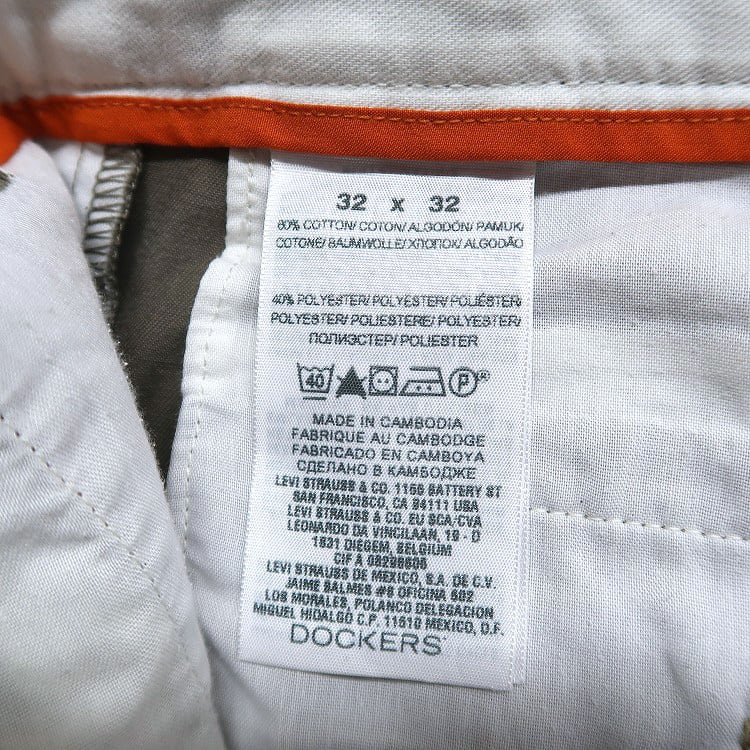 32 x 32
60% COTTON/ COTON/ ALGODÓN/ PAMUK/
COTONE/ BAUMWOLLE/ ХЛОПОК/ ALGODÃO
40% POLYESTER/ POLYESTER/ POLIÉSTER/
POLYESTER/ POLIESTERE/ POLYESTER/
ПОЛИЭСТЕР/ POLIESTER
40 P*
MADE IN CAMBODIA
FABRIQUE AU CAMBODGE
FABRICADO EN CAMBOYA
СДЕЛАНО В КАМБОДЖЕ
LEVI STRAUSS & CO. 1155 BATTERY ST
SAN FRANCISCO, CA 94111 USA
LEVI STRAUSS & CO. EU SCA/CVA
LEONARDO DA VINCILAAN, 19 - D
1831 DIEGEM, BELGIUM
CIF A
LEVI STRAUSS DE MEXICO, S.A. DE C.V.
JAIME BALMES #8 OFICINA 602
LOS MORALES, POLANCO DELEGACION
MIGUEL HIDALGO C.P. 11510 MEXICO, D.F.
DOCKERS